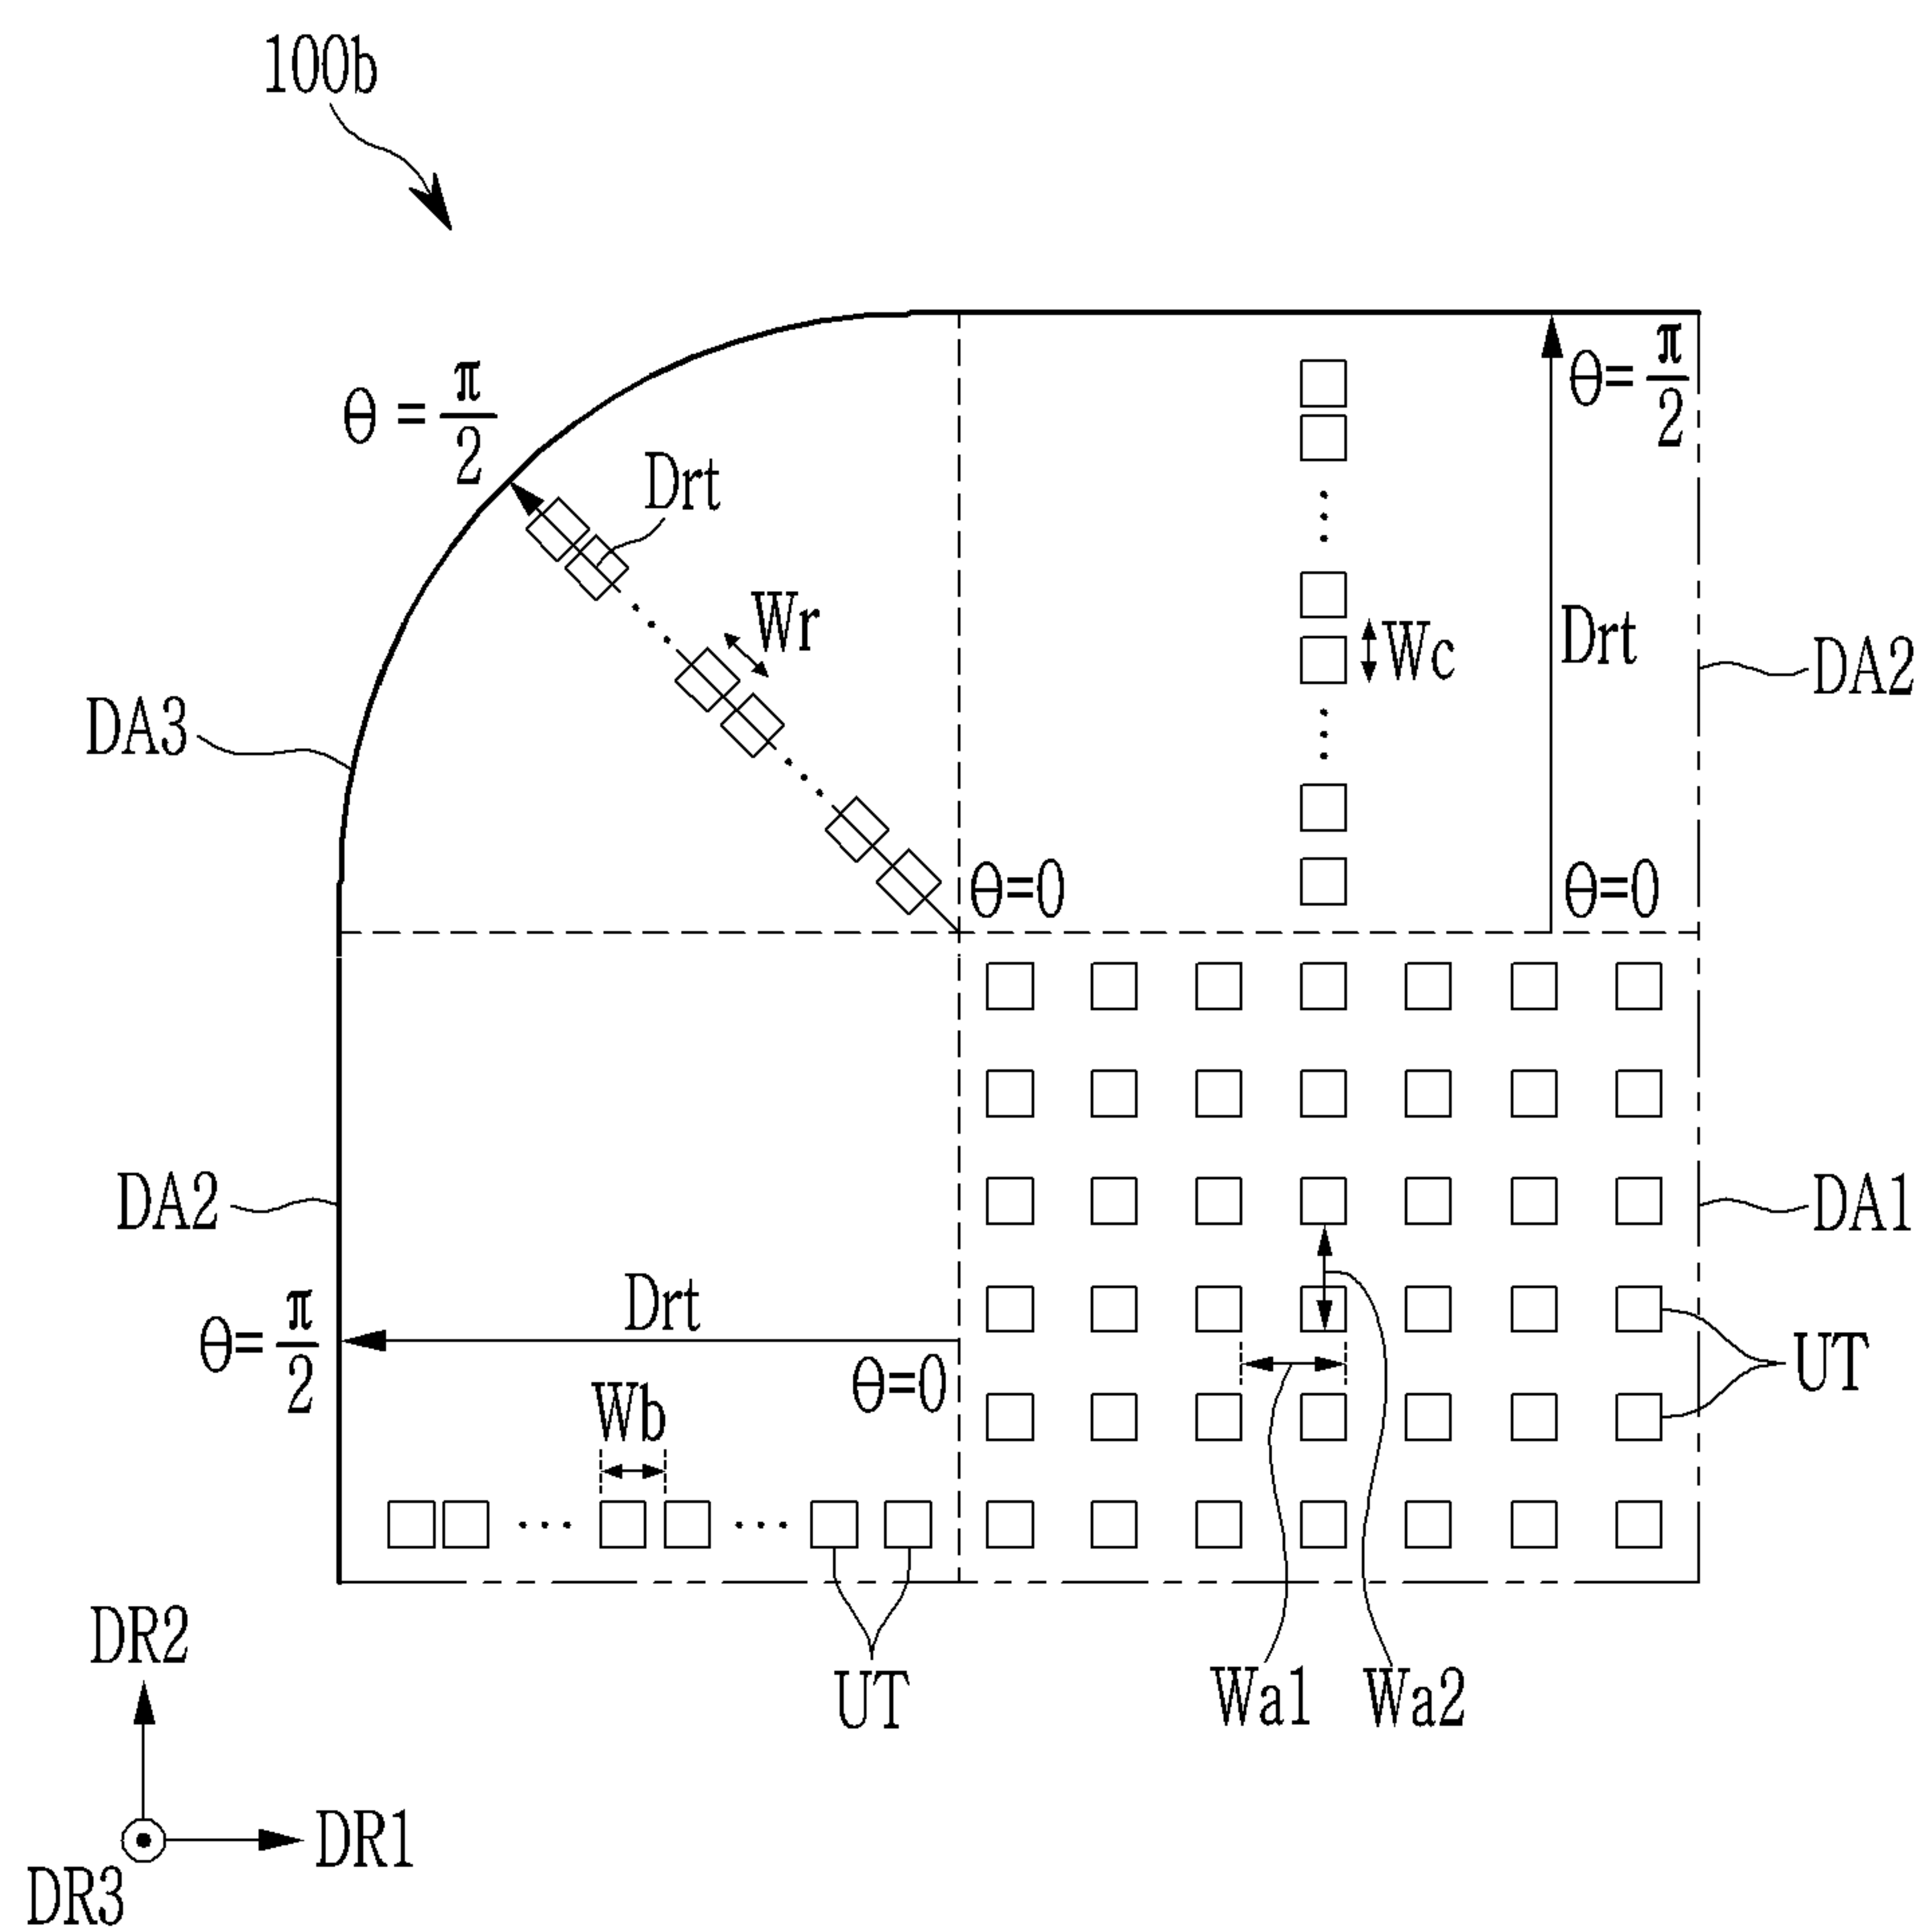 100b
θ = π/2
θ = π/2
Drt
Wr
Wc
Drt
DA2
DA3
θ=0
θ=0
DA2
DA1
Drt
θ = π/2
θ=0
UT
Wb
UT
Wa1
Wa2
DR2
DR1
DR3